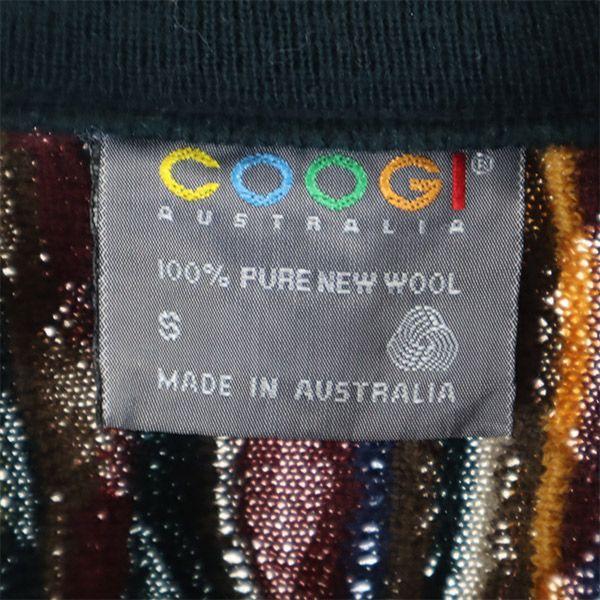 COOGI®
AUSTRALIA
100% PURE NEW WOOL
S
MADE IN AUSTRALIA